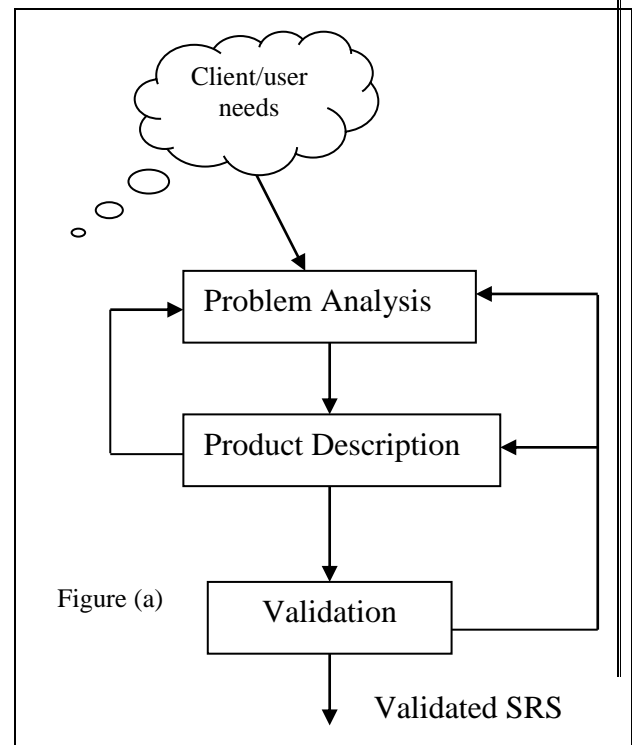 Client/user
needs
Problem Analysis
Product Description
Figure (a)
Validation
Validated SRS